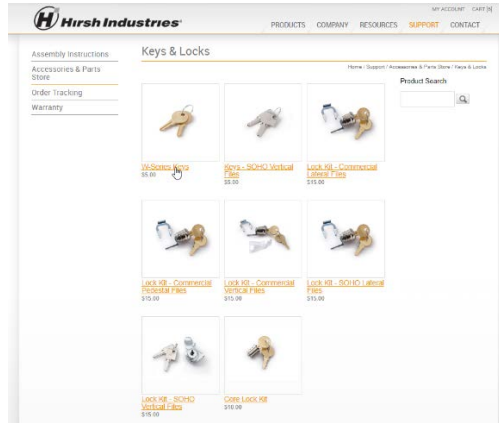 MY ACCOUNT CART [0]
Hirsh Industries®
PRODUCTS COMPANY RESOURCES SUPPORT CONTACT
Assembly Instructions
Accessories & Parts
Store
Order Tracking
Warranty
Keys & Locks
Home / Support / Accessories & Parts Store / Keys & Locks
Product Search
W-Series Keys
$5.00
Keys - SOHO Vertical
Files
$5.00
Lock Kit - Commercial
Lateral Files
$15.00
Lock Kit - Commercial
Pedestal Files
$15.00
Lock Kit - Commercial
Vertical Files
$15.00
Lock Kit - SOHO Lateral
Files
$15.00
Lock Kit - SOHO
Vertical Files
$15.00
Core Lock Kit
$10.00